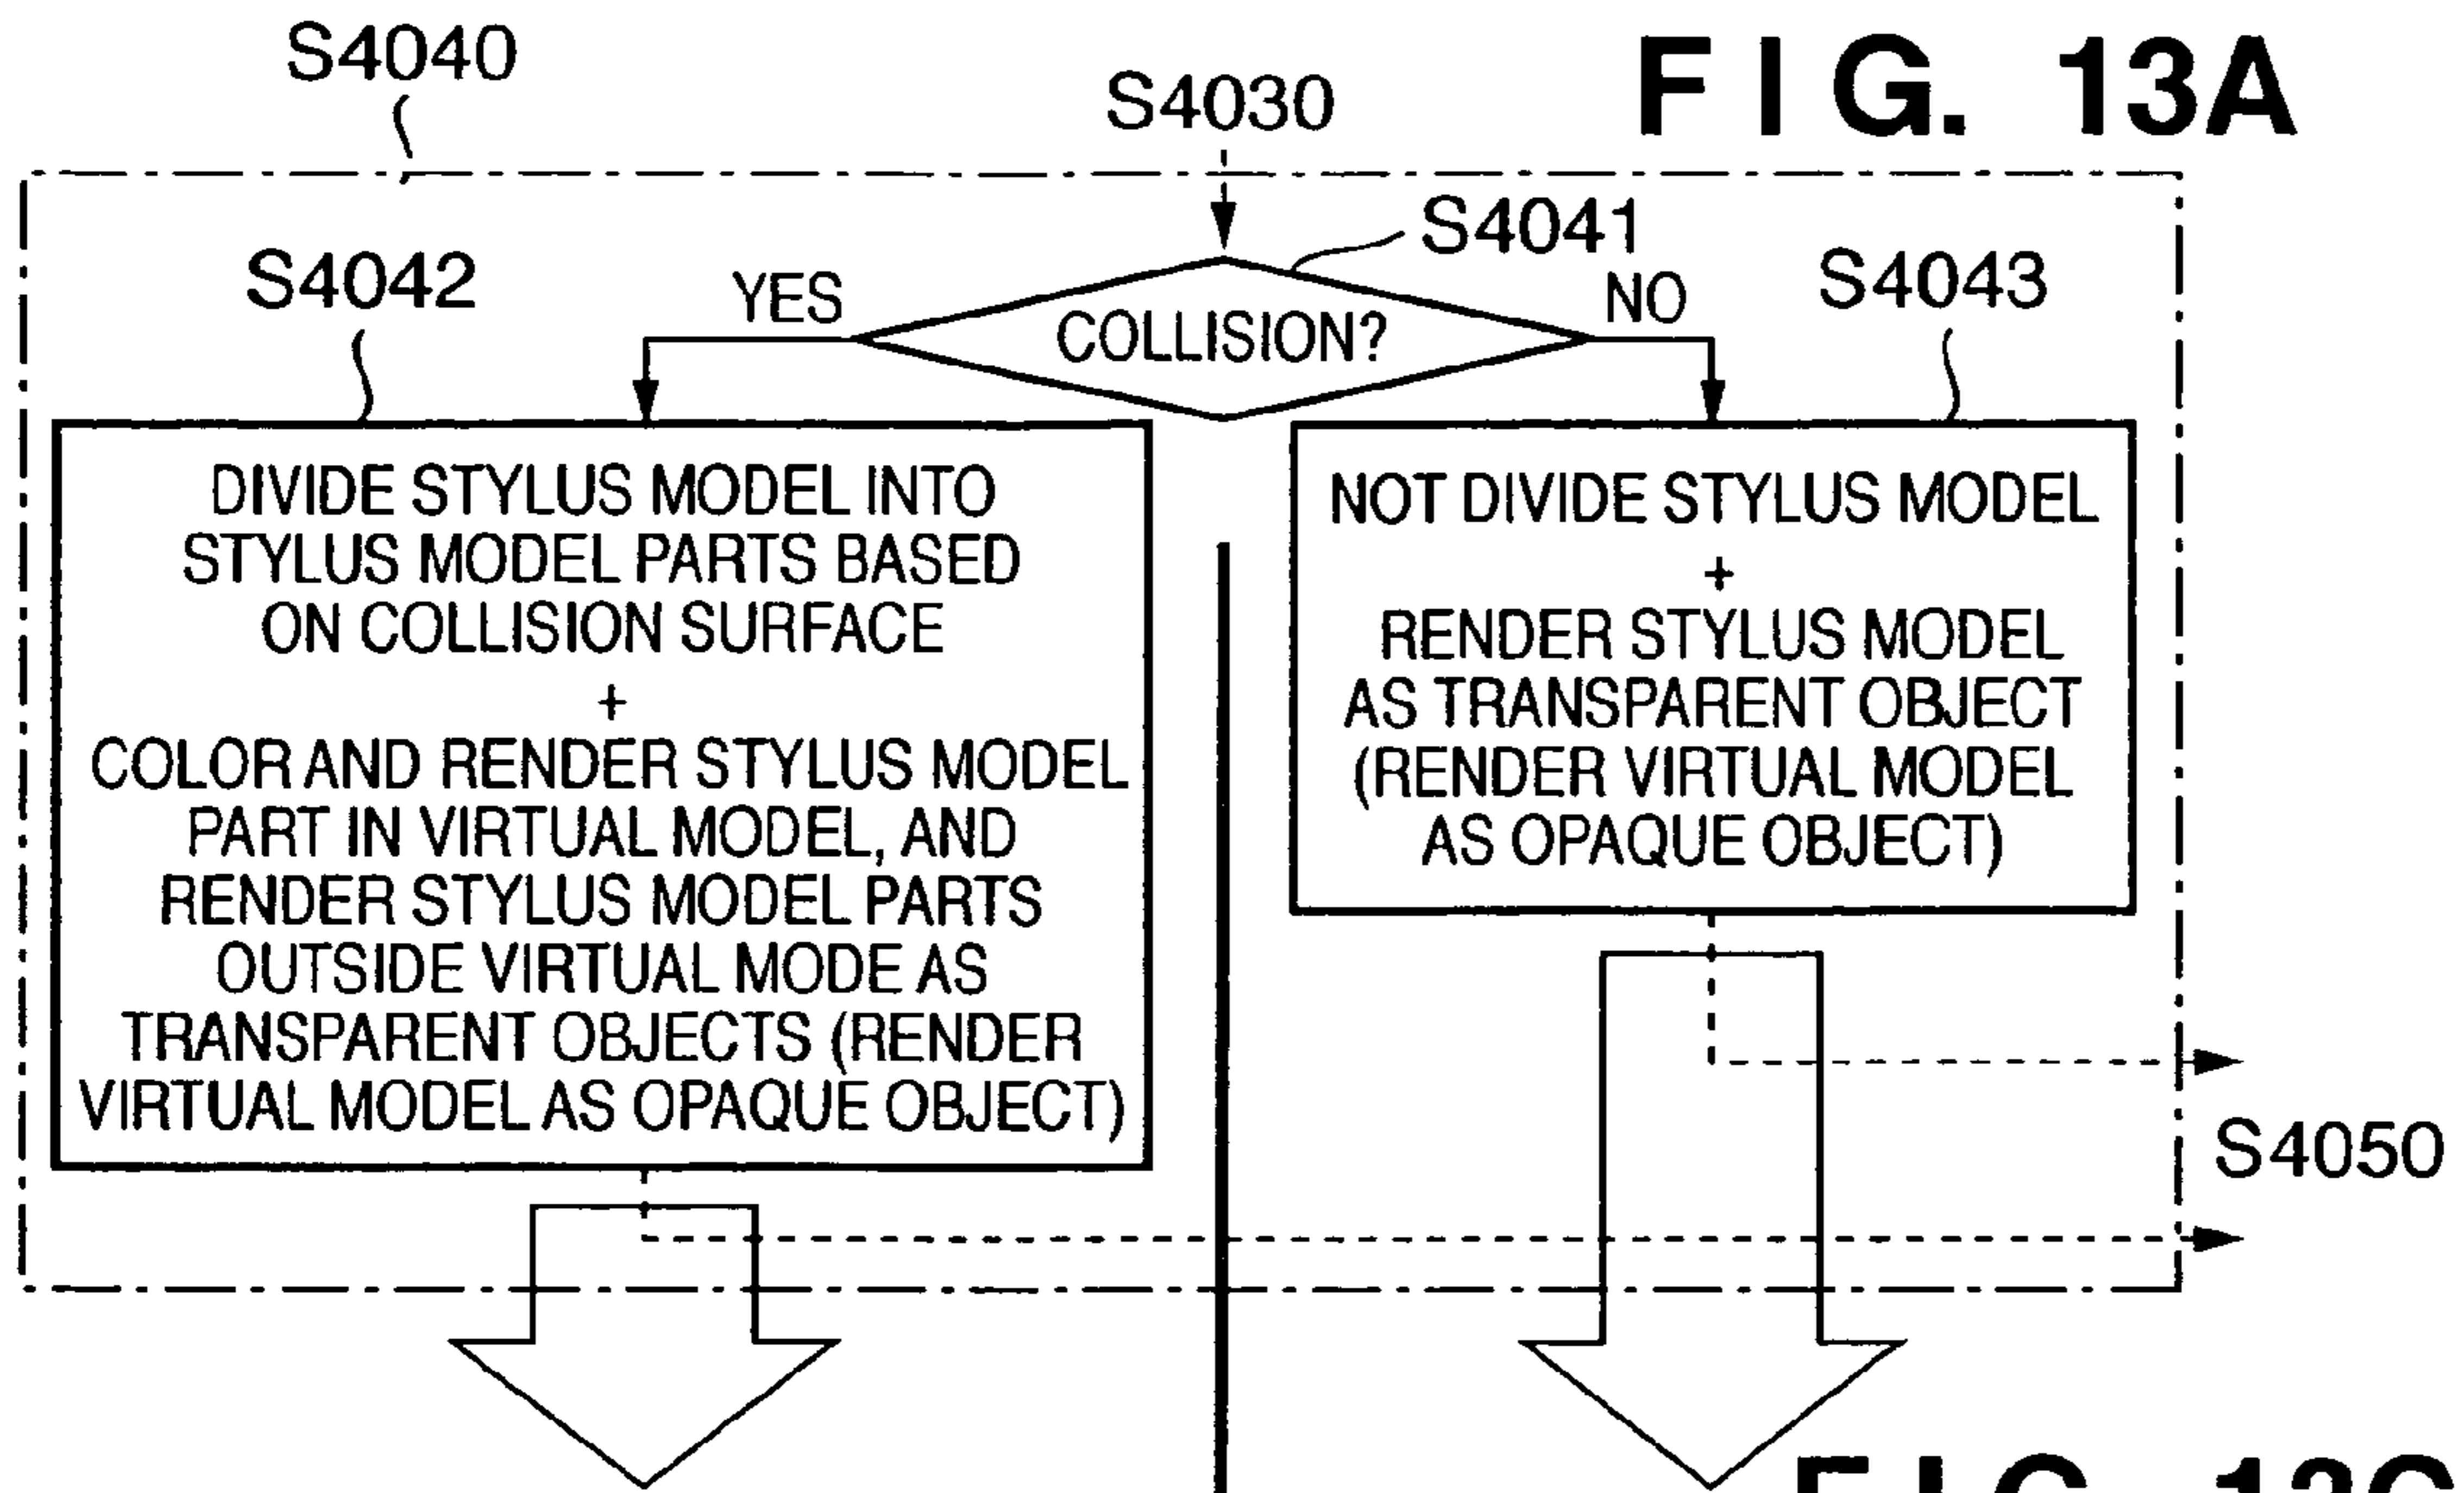 S4040
S4030
FIG. 13A
S4041
S4042
YES
COLLISION?
NO
S4043
DIVIDE STYLUS MODEL INTO
STYLUS MODEL PARTS BASED
ON COLLISION SURFACE
+
COLOR AND RENDER STYLUS MODEL
PART IN VIRTUAL MODEL, AND
RENDER STYLUS MODEL PARTS
OUTSIDE VIRTUAL MODE AS
TRANSPARENT OBJECTS (RENDER
VIRTUAL MODEL AS OPAQUE OBJECT)
NOT DIVIDE STYLUS MODEL
+
RENDER STYLUS MODEL
AS TRANSPARENT OBJECT
(RENDER VIRTUAL MODEL
AS OPAQUE OBJECT)
S4050